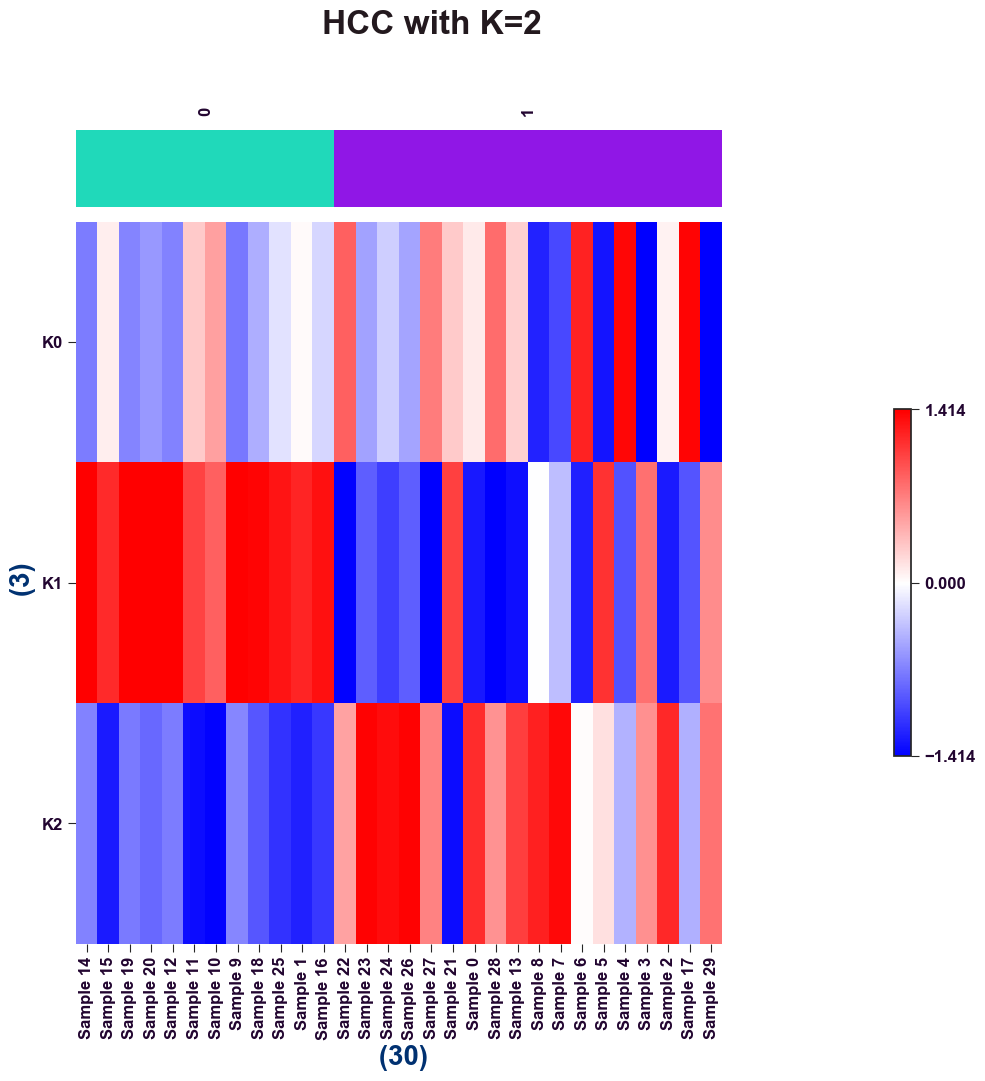 HCC with K=2
0
1
K0
K1
K2
(3)
1.414
0.000
−1.414
Sample 14
Sample 15
Sample 19
Sample 20
Sample 12
Sample 11
Sample 10
Sample 9
Sample 18
Sample 25
Sample 1
Sample 16
Sample 22
Sample 23
Sample 24
Sample 26
Sample 27
Sample 21
Sample 0
Sample 28
Sample 13
Sample 8
Sample 7
Sample 6
Sample 5
Sample 4
Sample 3
Sample 2
Sample 17
Sample 29
(30)